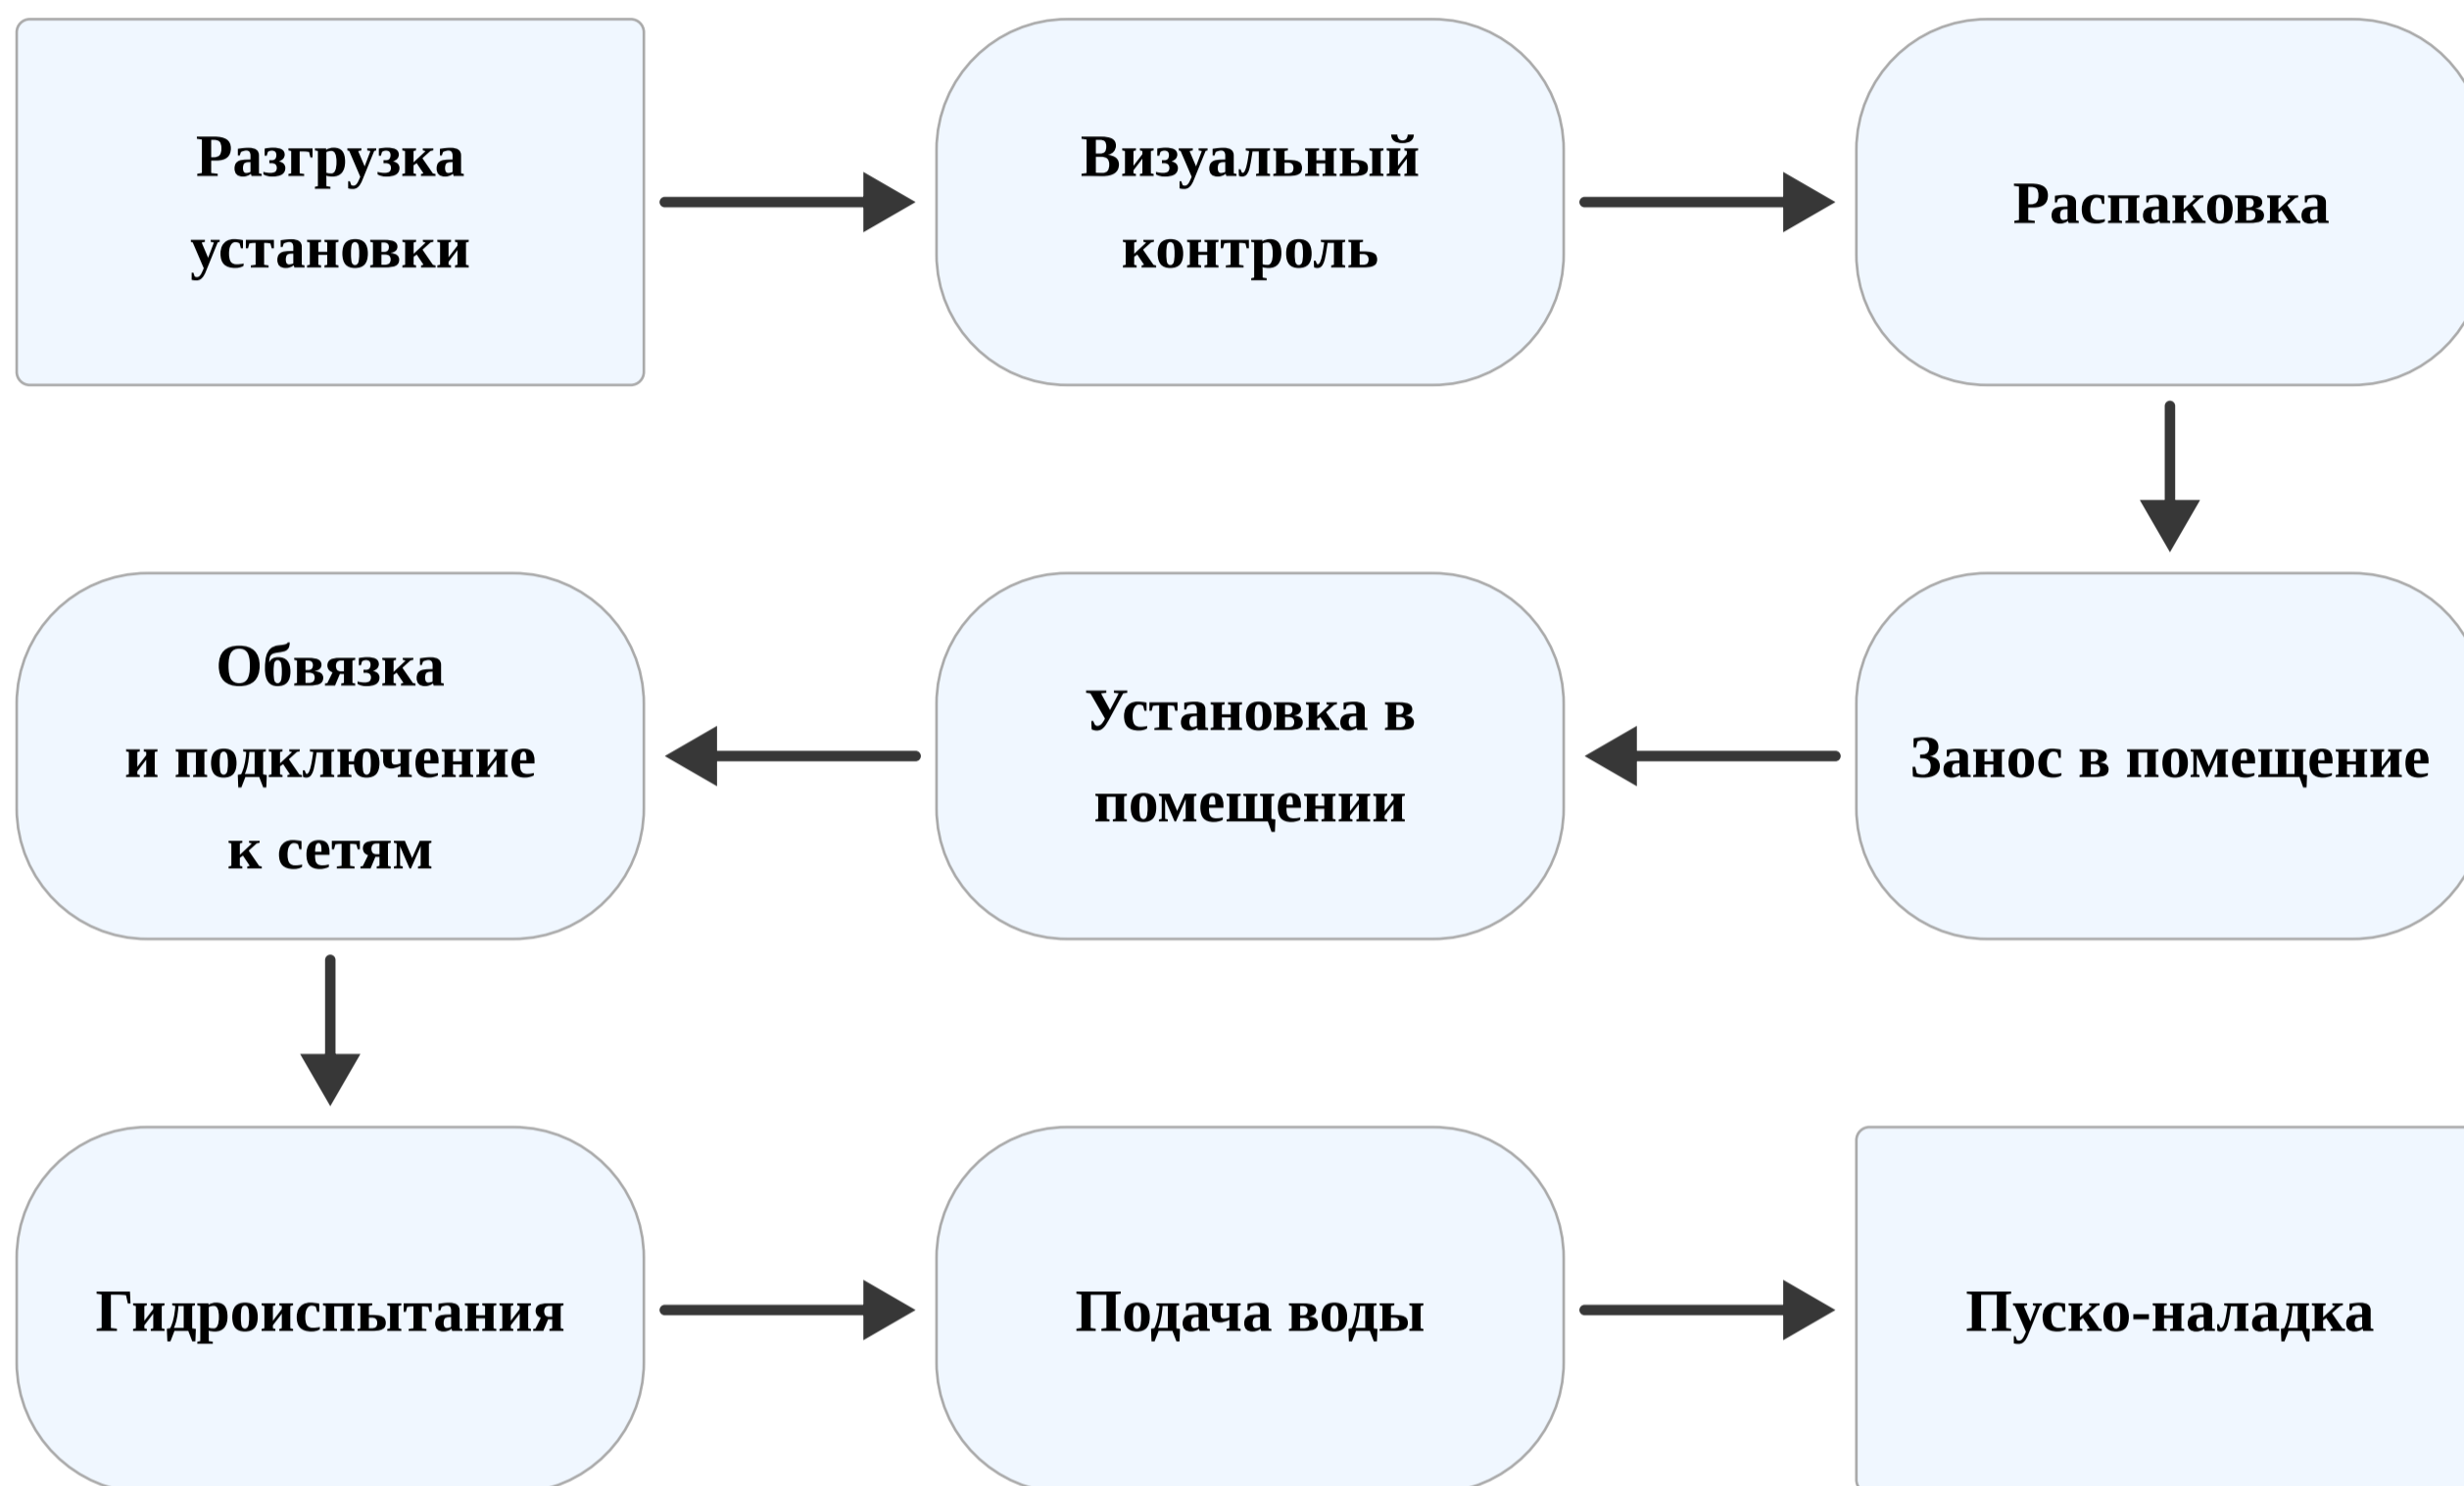 Разгрузка
установки
Визуальный
контроль
Распаковка
Занос в помещение
Установка в
помещении
Обвязка
и подключение
к сетям
Гидроиспытания
Подача воды
Пуско-наладка